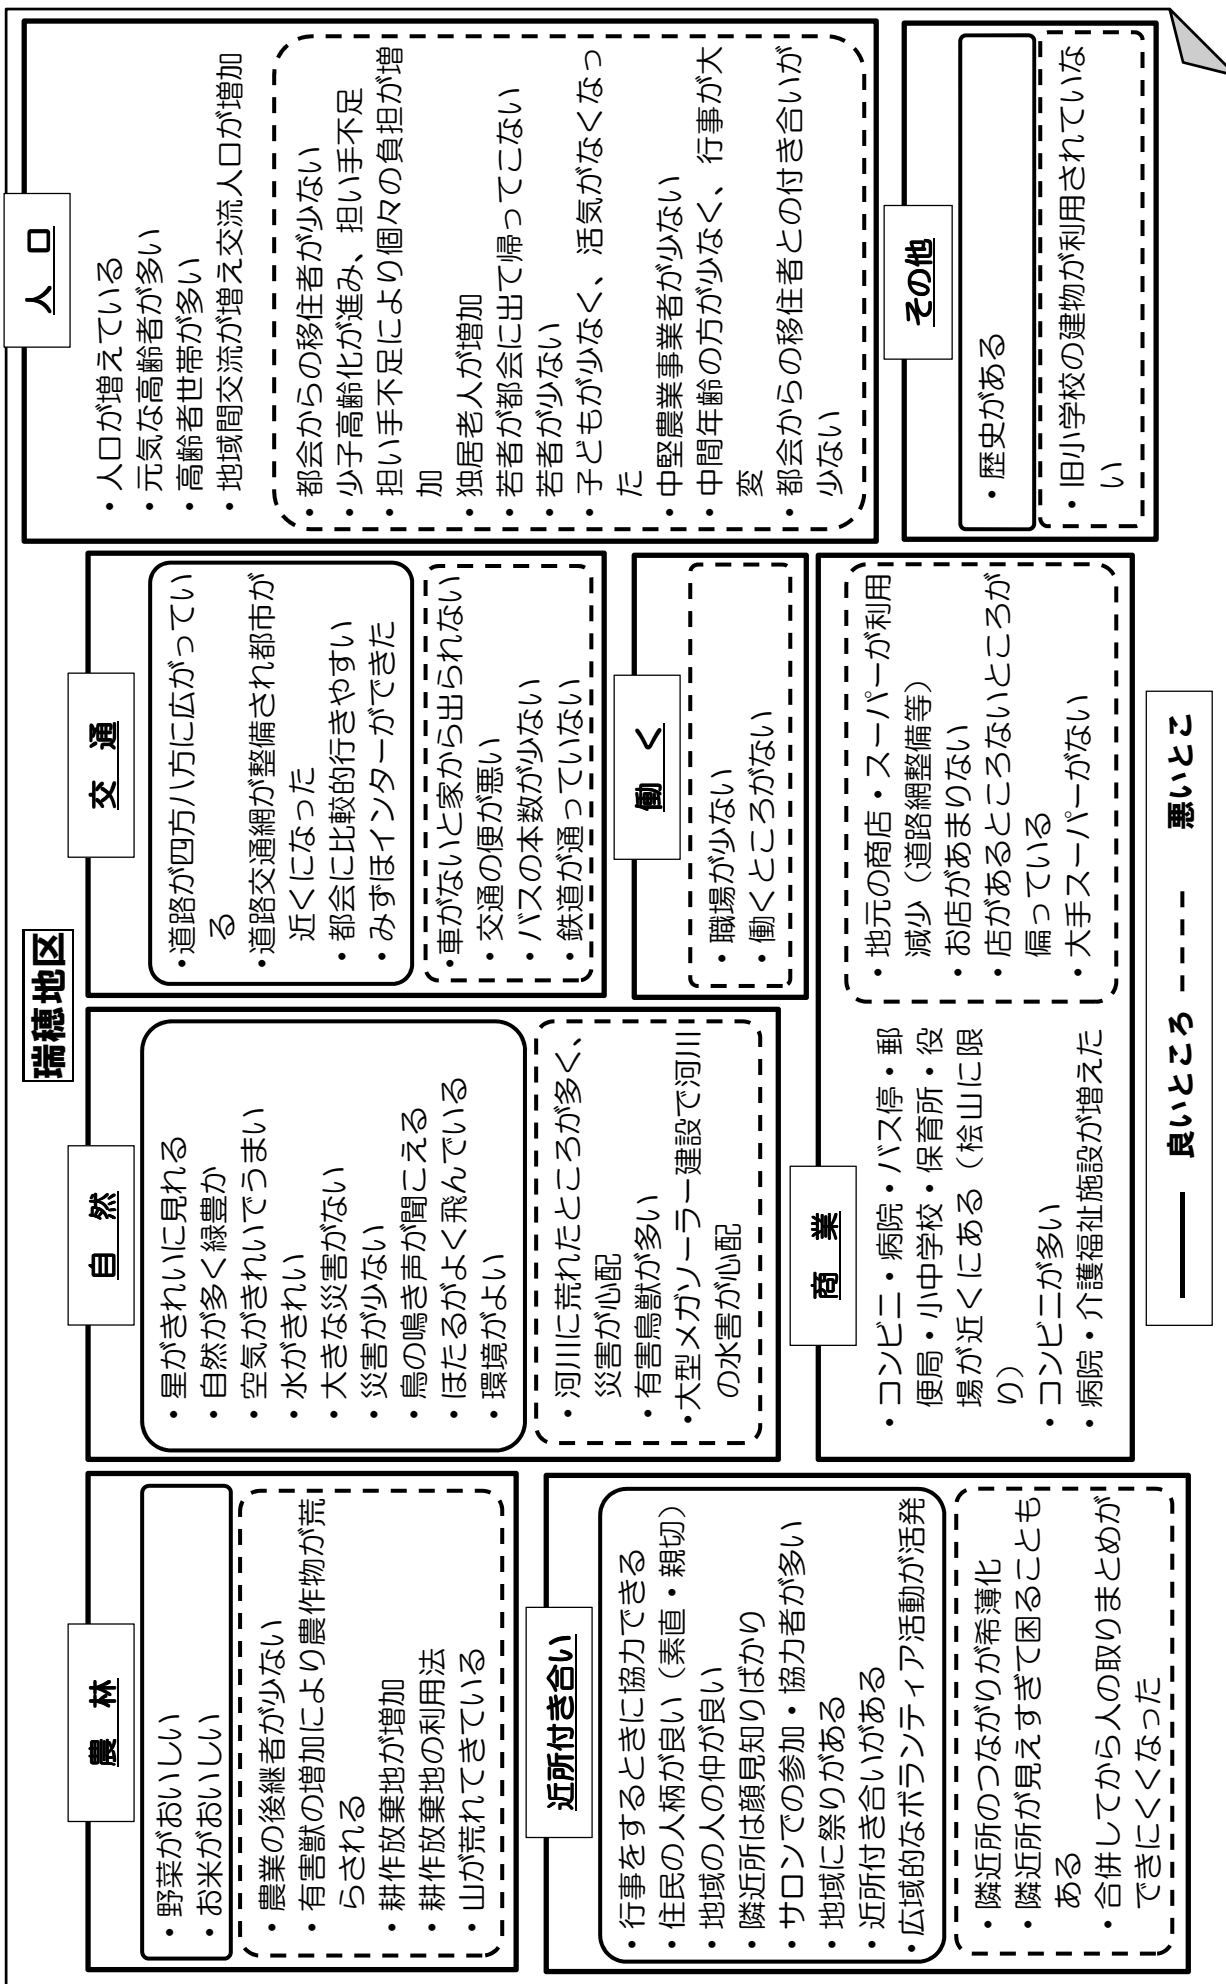 瑞穂地区
農　林
・野菜がおいしい
・お米がおいしい
・農業の後継者が少ない
・有害獣の増加により農作物が荒
らされる
・耕作放棄地が増加
・耕作放棄地の利用法
・山が荒れてきている
自　然
・星がきれいに見れる
・自然が多く緑豊か
・空気がきれいでうまい
・水がきれい
・大きな災害がない
・災害が少ない
・鳥の鳴き声が聞こえる
・ほたるがよく飛んでいる
・環境がよい
・河川に荒れたところが多く、
災害が心配
・有害鳥獣が多い
・大型メガソーラー建設で河川
の水害が心配
交　通
・道路が四方八方に広がってい
る
・道路交通網が整備され都市が
近くになった
・都会に比較的行きやすい
・みずほインターができた
・車がないと家から出られない
・交通の便が悪い
・バスの本数が少ない
・鉄道が通っていない
人　口
・人口が増えている
・元気な高齢者が多い
・高齢者世帯が多い
・地域間交流が増え交流人口が増加
・都会からの移住者が少ない
・少子高齢化が進み、担い手不足
・担い手不足により個々の負担が増
加
・独居老人が増加
・若者が都会に出て帰ってこない
・若者が少ない
・子どもが少なく、活気がなくなっ
た
・中堅農業事業者が少ない
・中間年齢の方が少なく、行事が大
変
・都会からの移住者との付き合いが
少ない
近所付き合い
・行事をするときに協力できる
・住民の人柄が良い（素直・親切）
・地域の人の仲が良い
・隣近所は顔見知りばかり
・サロンでの参加・協力者が多い
・地域に祭りがある
・近所付き合いがある
・広域的なボランティア活動が活発
・隣近所のつながりが希薄化
・隣近所が見えすぎて困ることも
ある
・合併してから人の取りまとめが
できにくくなった
商　業
・コンビニ・病院・バス停・郵
便局・小中学校・保育所・役
場が近くにある（桧山に限
り）
・コンビニが多い
・病院・介護福祉施設が増えた
・地元の商店・スーパーが利用
減少（道路網整備等）
・お店があまりない
・店があるところないところが
偏っている
・大手スーパーがない
働　く
・職場が少ない
・働くところがない
その他
・歴史がある
・旧小学校の建物が利用されていな
い
良いところ　悪いとこ